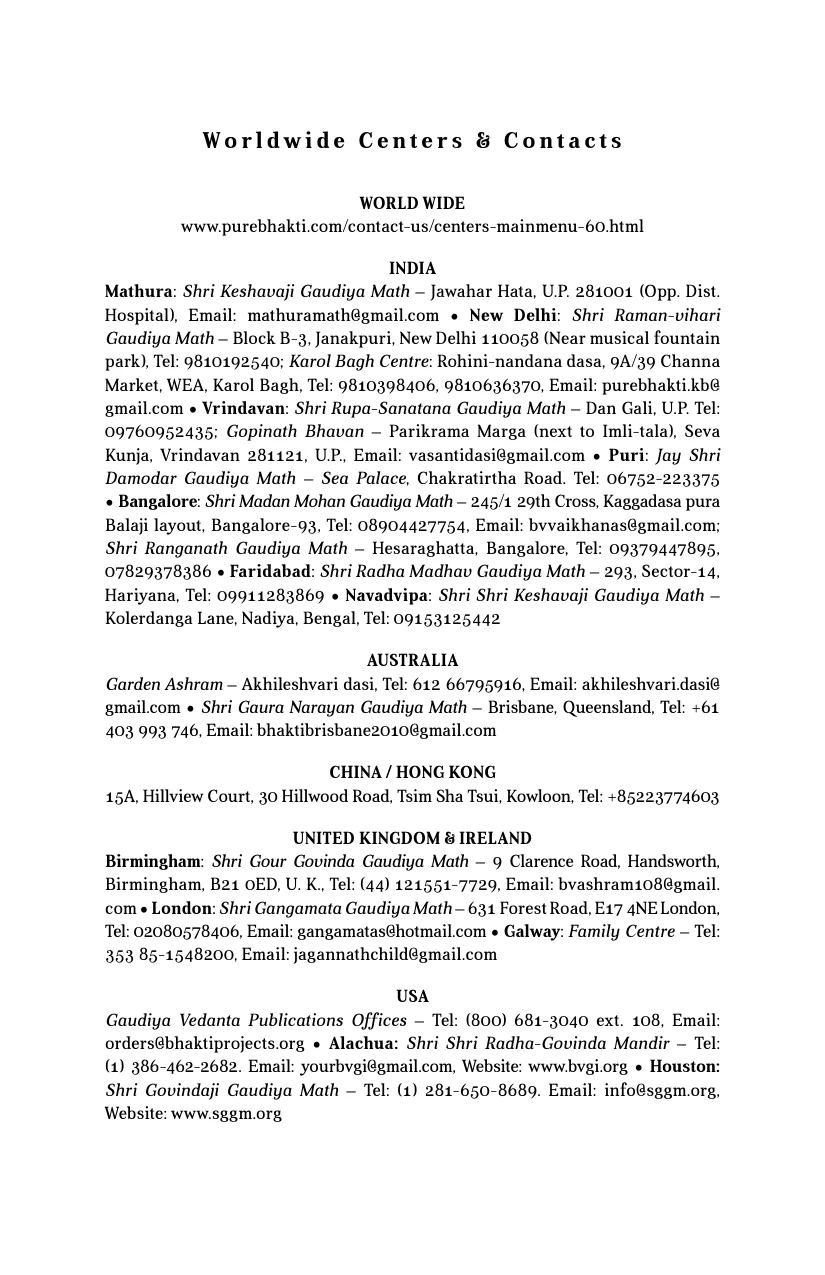 Worldwide Centers & Contacts
WORLD WIDE
www.purebhakti.com/contact-us/centers-mainmenu-60.html
INDIA
Mathura: Shri Keshavaji Gaudiya Math – Jawahar Hata, U.P. 281001 (Opp. Dist.
Hospital), Email: mathuramath@gmail.com • New Delhi: Shri Raman-vihari
Gaudiya Math – Block B-3, Janakpuri, New Delhi 110058 (Near musical fountain
park), Tel: 9810192540; Karol Bagh Centre: Rohini-nandana dasa, 9A/39 Channa
Market, WEA, Karol Bagh, Tel: 9810398406, 9810636370, Email: purebhakti.kb@
gmail.com • Vrindavan: Shri Rupa-Sanatana Gaudiya Math – Dan Gali, U.P. Tel:
09760952435; Gopinath Bhavan – Parikrama Marga (next to Imli-tala), Seva
Kunja, Vrindavan 281121, U.P., Email: vasantidasi@gmail.com • Puri: Jay Shri
Damodar Gaudiya Math – Sea Palace, Chakratirtha Road. Tel: 06752-223375
• Bangalore: Shri Madan Mohan Gaudiya Math – 245/1 29th Cross, Kaggadasa pura
Balaji layout, Bangalore-93, Tel: 08904427754, Email: bvvaikhanas@gmail.com;
Shri Ranganath Gaudiya Math – Hesaraghatta, Bangalore, Tel: 09379447895,
07829378386 • Faridabad: Shri Radha Madhav Gaudiya Math – 293, Sector-14,
Hariyana, Tel: 09911283869 • Navadvipa: Shri Shri Keshavaji Gaudiya Math –
Kolerdanga Lane, Nadiya, Bengal, Tel: 09153125442
AUSTRALIA
Garden Ashram – Akhileshvari dasi, Tel: 612 66795916, Email: akhileshvari.dasi@
gmail.com • Shri Gaura Narayan Gaudiya Math – Brisbane, Queensland, Tel: +61
403 993 746, Email: bhaktibrisbane2010@gmail.com
CHINA / HONG KONG
15A, Hillview Court, 30 Hillwood Road, Tsim Sha Tsui, Kowloon, Tel: +85223774603
UNITED KINGDOM & IRELAND
Birmingham: Shri Gour Govinda Gaudiya Math – 9 Clarence Road, Handsworth,
Birmingham, B21 0ED, U. K., Tel: (44) 121551-7729, Email: bvashram108@gmail.
com • London: Shri Gangamata Gaudiya Math – 631 Forest Road, E17 4NE London,
Tel: 02080578406, Email: gangamatas@hotmail.com • Galway: Family Centre – Tel:
353 85-1548200, Email: jagannathchild@gmail.com
USA
Gaudiya Vedanta Publications Offices – Tel: (800) 681-3040 ext. 108, Email:
orders@bhaktiprojects.org • Alachua: Shri Shri Radha-Govinda Mandir – Tel:
(1) 386-462-2682. Email: yourbvgi@gmail.com, Website: www.bvgi.org • Houston:
Shri Govindaji Gaudiya Math – Tel: (1) 281-650-8689. Email: info@sggm.org,
Website: www.sggm.org